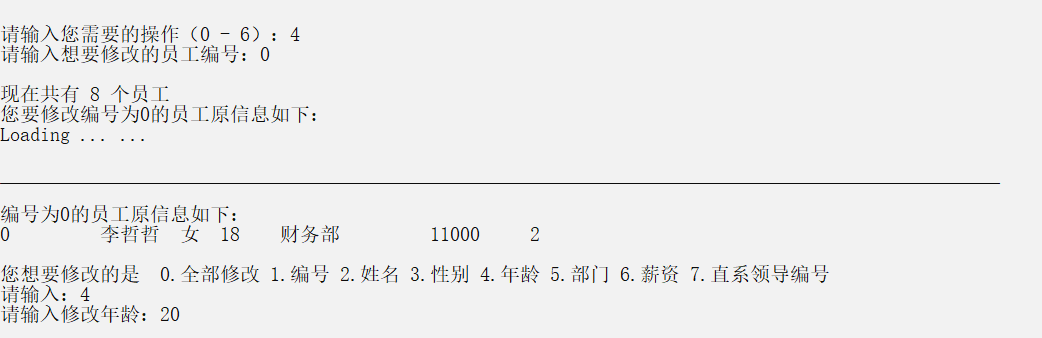 请输入您需要的操作（0 - 6）：4
请输入想要修改的员工编号：0
现在共有 8 个员工
您要修改编号为0的员工原信息如下：
Loading ... ...
编号为0的员工原信息如下：
0 李哲哲 女 18 财务部 11000 2
您想要修改的是 0.全部修改 1.编号 2.姓名 3.性别 4.年龄 5.部门 6.薪资 7.直系领导编号
请输入：4
请输入修改年龄：20